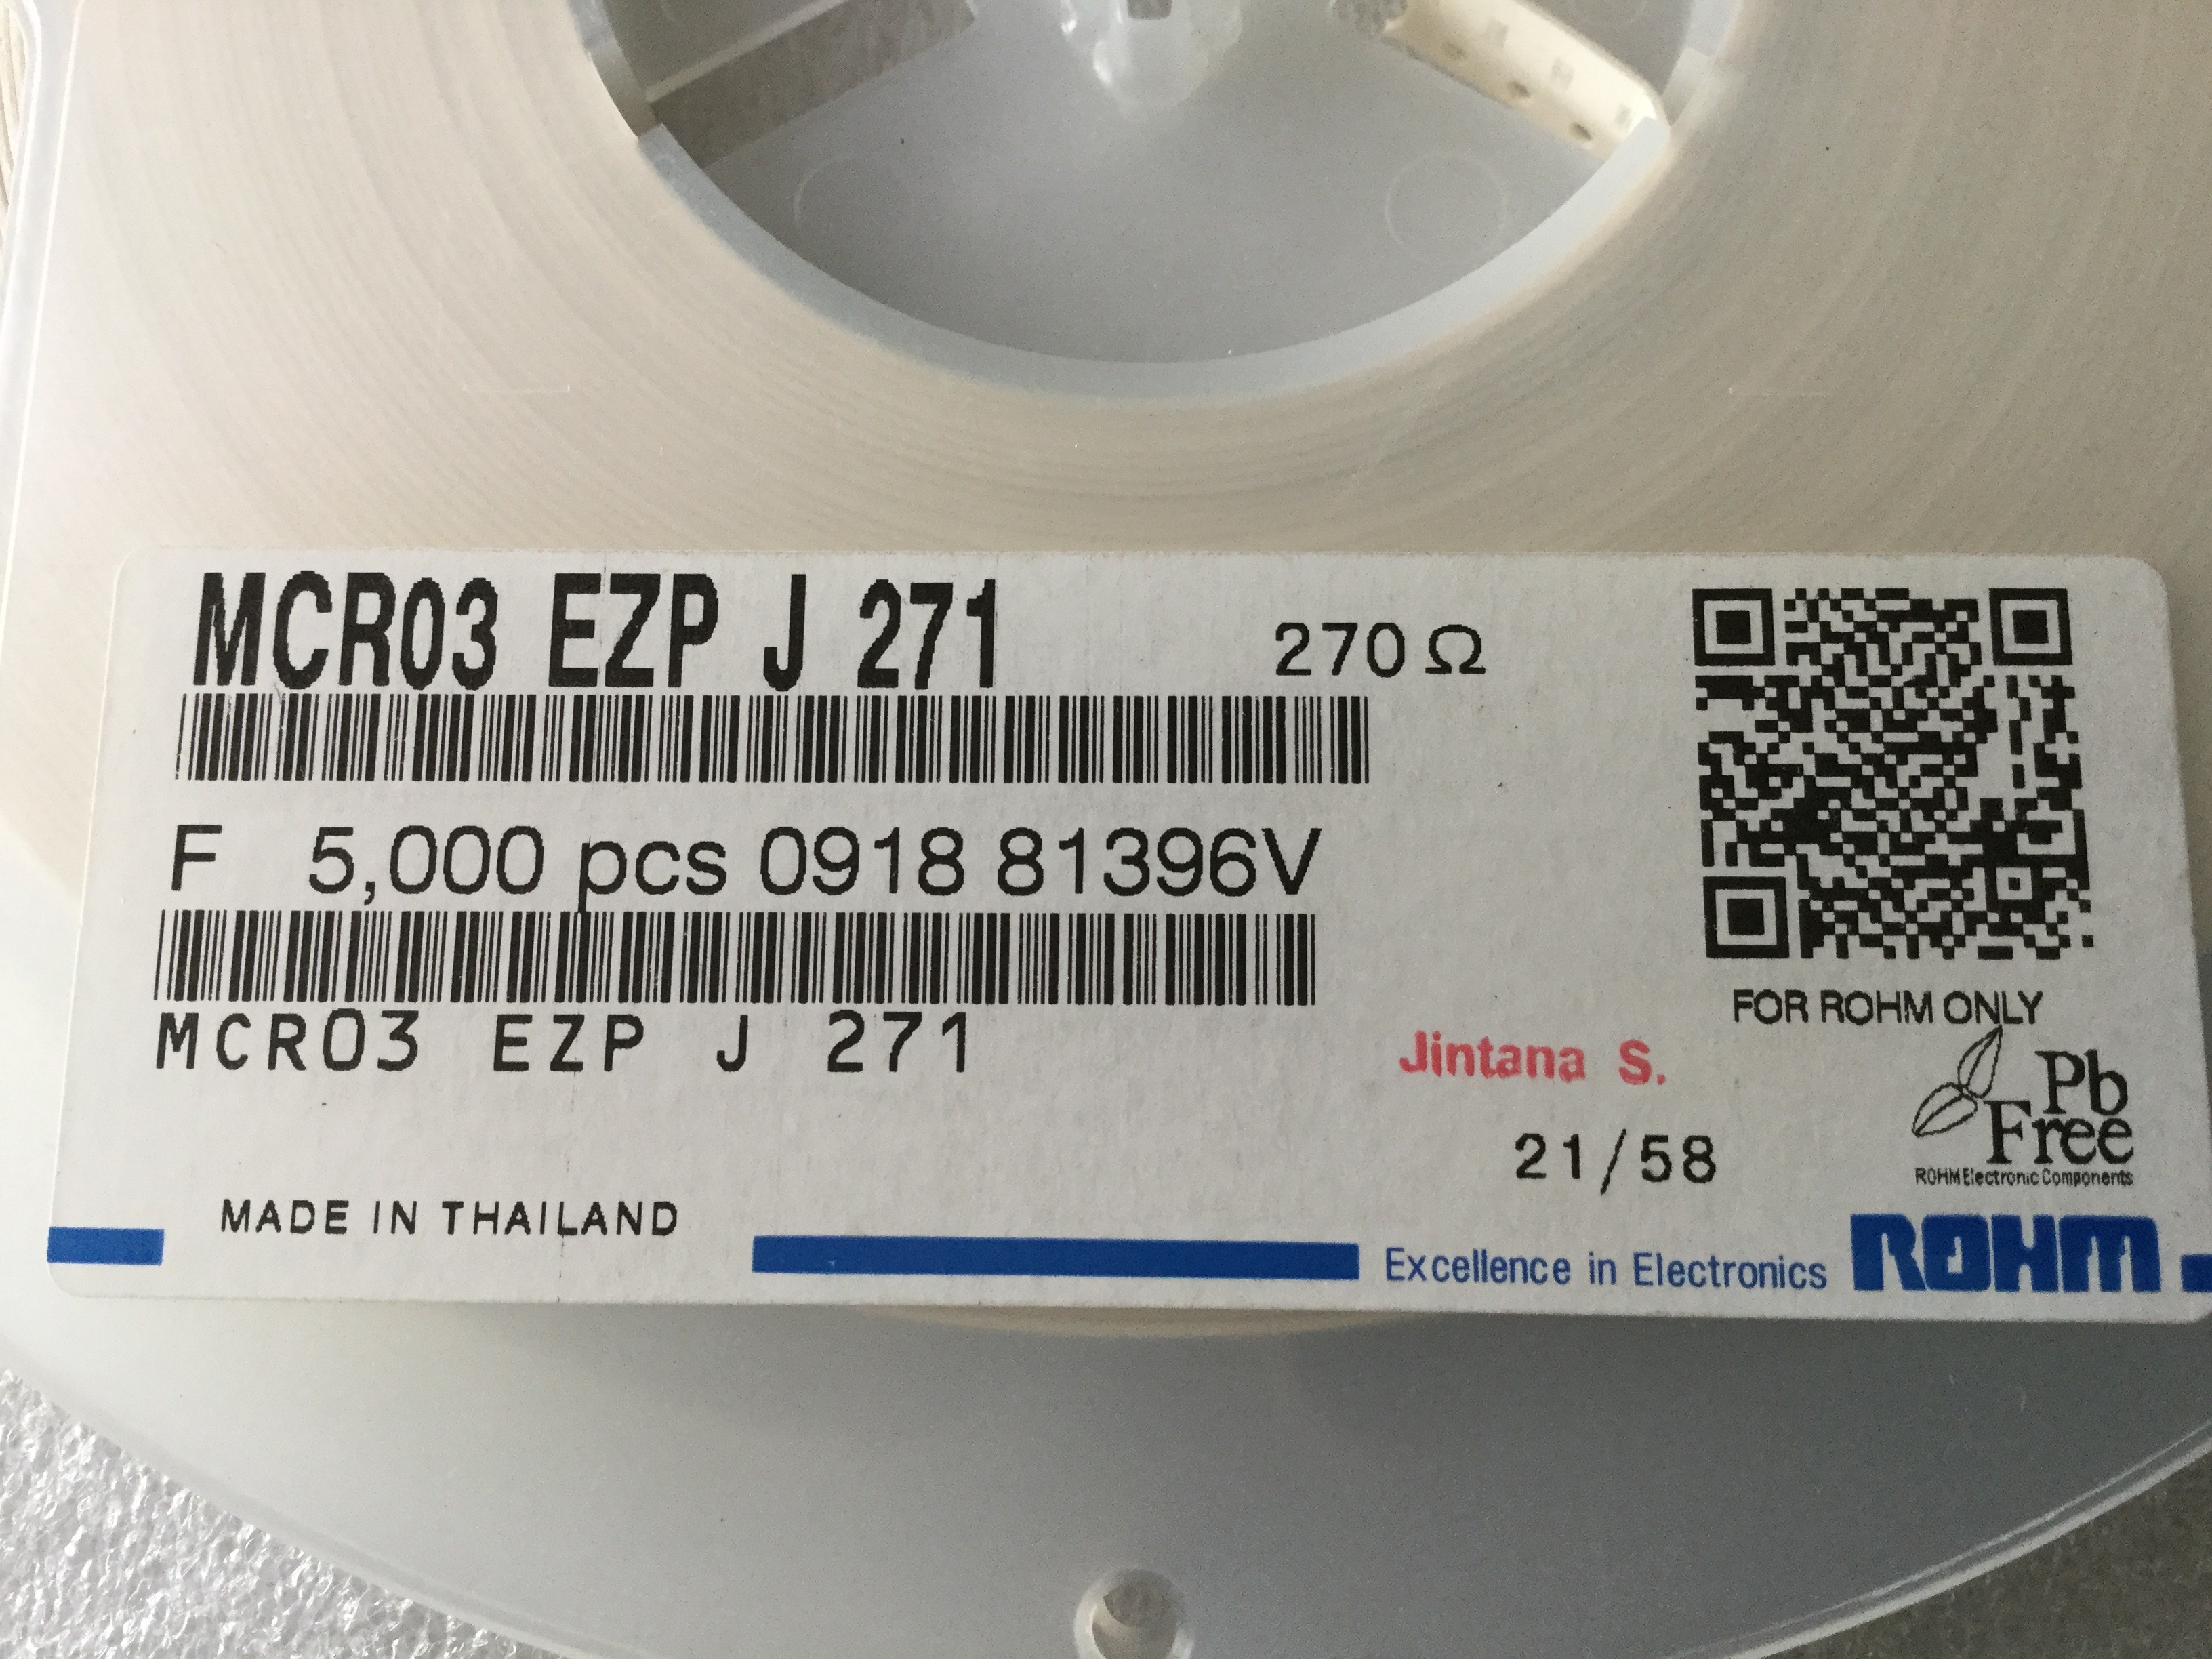 MCR03 EZP J 271 270Ω
F 5,000 pcs 0918 81396V
FOR ROHM ONLY
MCR03 EZP J 271
Jintana S.
Pb
Free
ROHM Electronic Components
21/58
MADE IN THAILAND
Excellence in Electronics ROHM